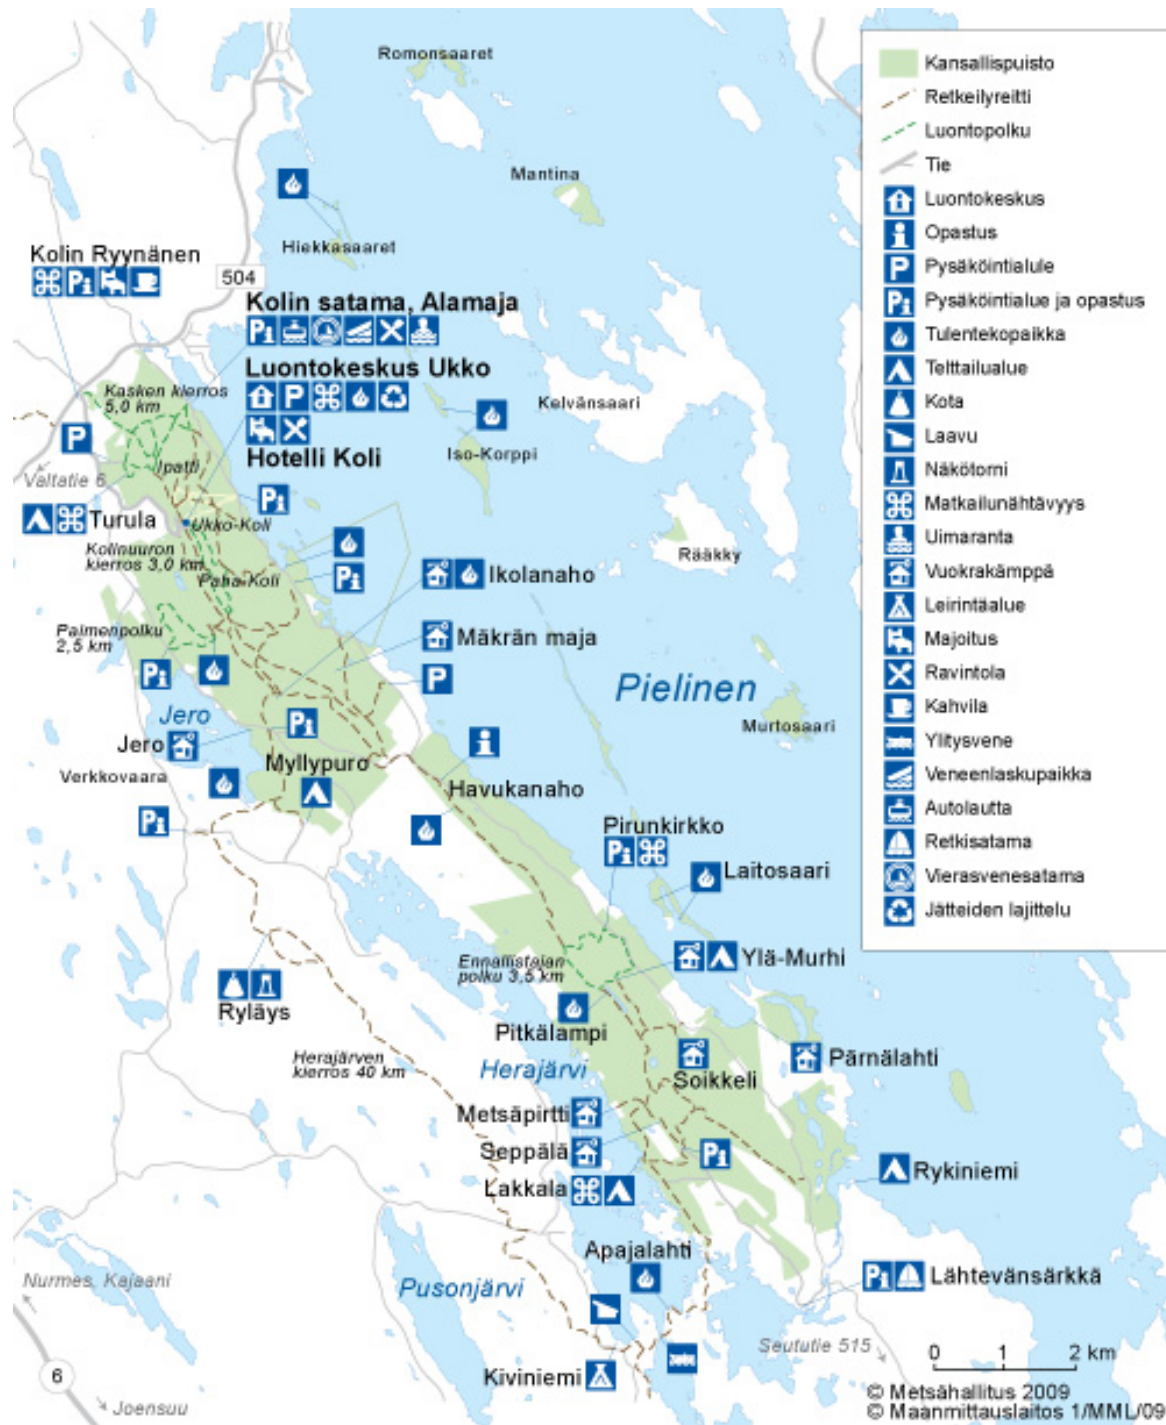 Romonsaaret
Mantina
Hiekkasaaret
Kolin Ryynänen
504
Kolin satama, Alamaja
Luontokeskus Ukko
Hotelli Koli
Kasken kierros
5,0 km
Kelvänsaari
Iso-Korppi
Ipatti
Valtatie 6
Turula
Ukko-Koli
Kolinuuron
kierros 3,0 km
Paha-Koli
Rääkky
Ikolanaho
Paimenpolku
2,5 km
Mäkrän maja
Pielinen
Murtosaari
Jero
Jero
Myllypuro
Verkkovaara
Havukanaho
Pirunkirkko
Laitosaari
Ennallistajan
polku 3,5 km
Ylä-Murhi
Ryläys
Pitkälampi
Herajärven
kierros 40 km
Herajärvi
Soikkeli
Pärnälahti
Metsäpirtti
Seppälä
Lakkala
Rykiniemi
Apajalahti
Pusonjärvi
Lähtevänsärkkä
Nurmes, Kajaani
Seututie 515
Kiviniemi
6
Joensuu
0 1 2 km
© Metsähallitus 2009
© Maanmittauslaitos 1/MML/09
Kansallispuisto
Retkeilyreitti
Luontopolku
Tie
Luontokeskus
Opastus
Pysäköintialule
Pysäköintialue ja opastus
Tulentekopaikka
Telttailualue
Kota
Laavu
Näkötorni
Matkailunähtävyys
Uimaranta
Vuokrakämppä
Leirintäalue
Majoitus
Ravintola
Kahvila
Ylitysvene
Veneenlaskupaikka
Autolautta
Retkisatama
Vierasvenesatama
Jätteiden lajittelu